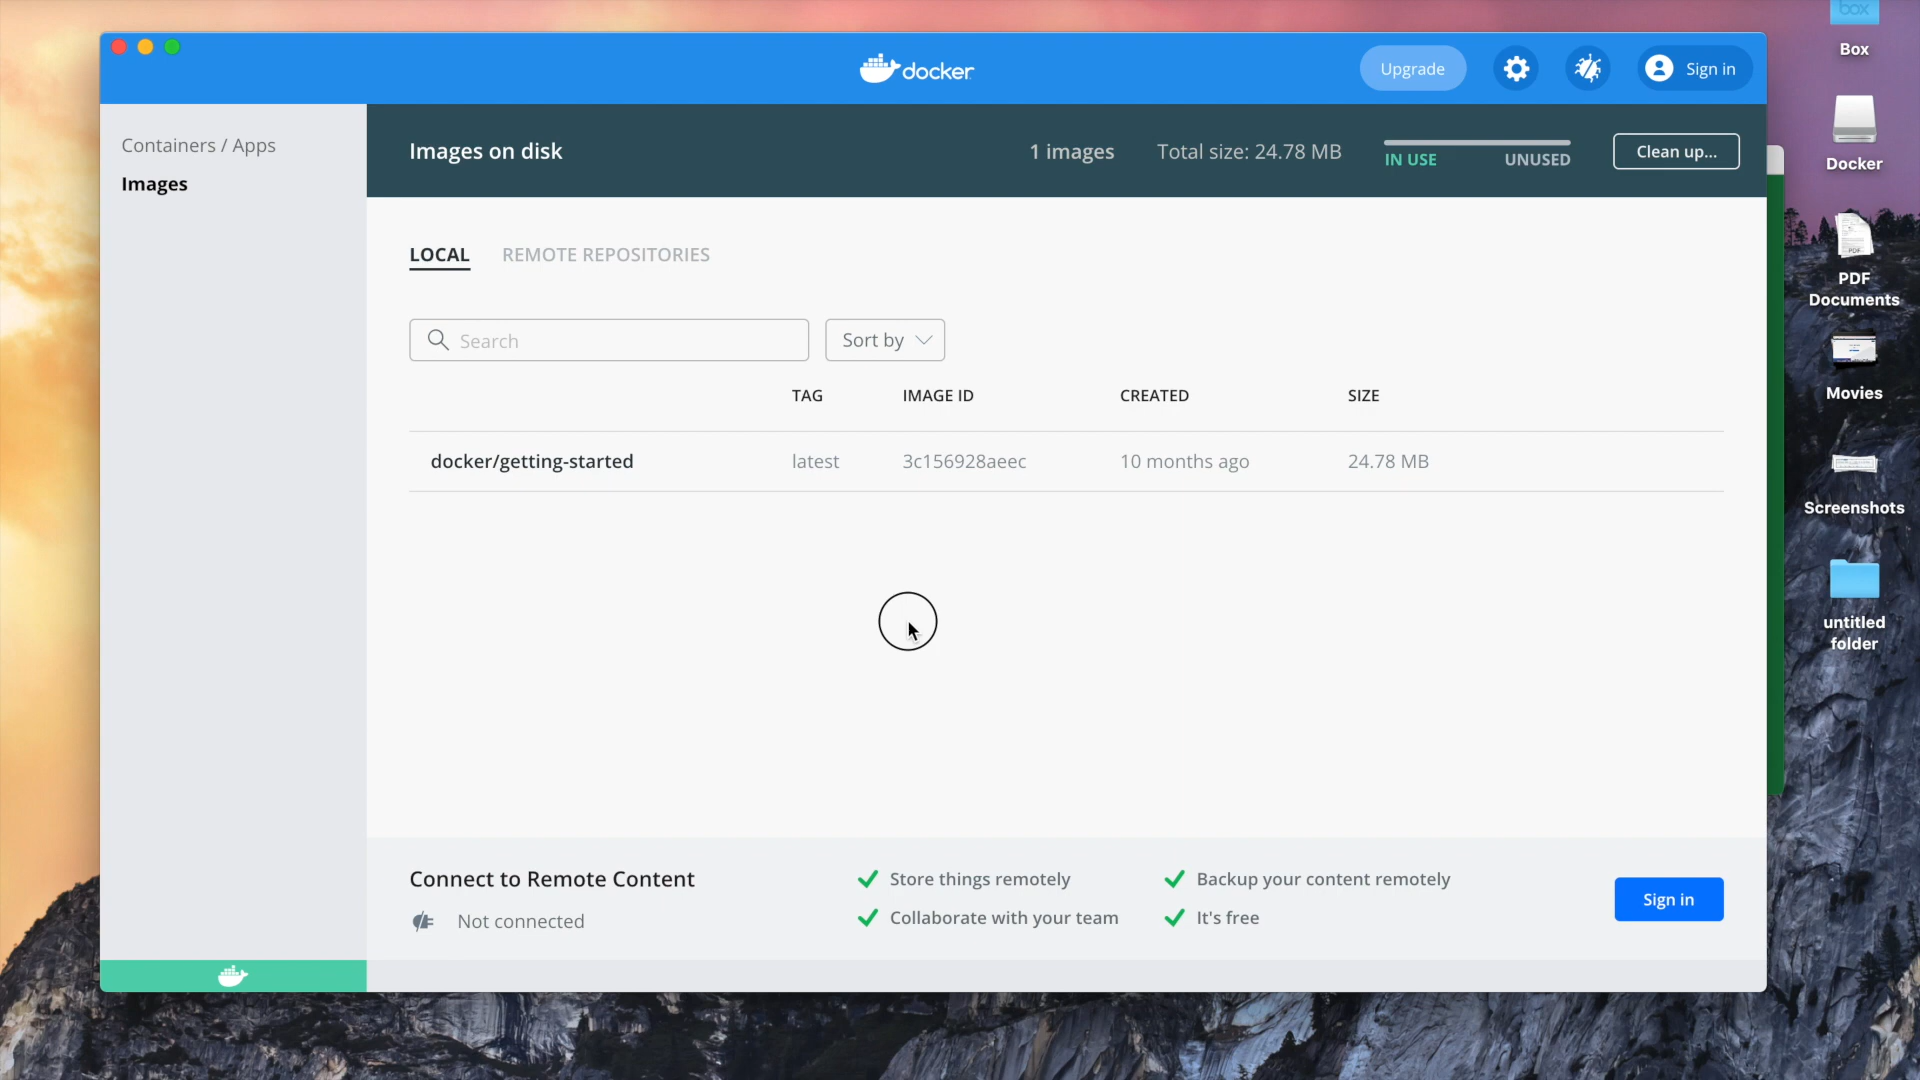 docker
Upgrade
Sign in
Containers / Apps
Images
Images on disk
1 images
Total size: 24.78 MB
IN USE
UNUSED
Clean up...
LOCAL
REMOTE REPOSITORIES
Search
Sort by
TAG
IMAGE ID
CREATED
SIZE
docker/getting-started
latest
3c156928aeec
10 months ago
24.78 MB
Connect to Remote Content
Not connected
Store things remotely
Collaborate with your team
Backup your content remotely
It's free
Sign in
box
Box
Docker
PDF
PDF
Documents
Movies
Screenshots
untitled
folder